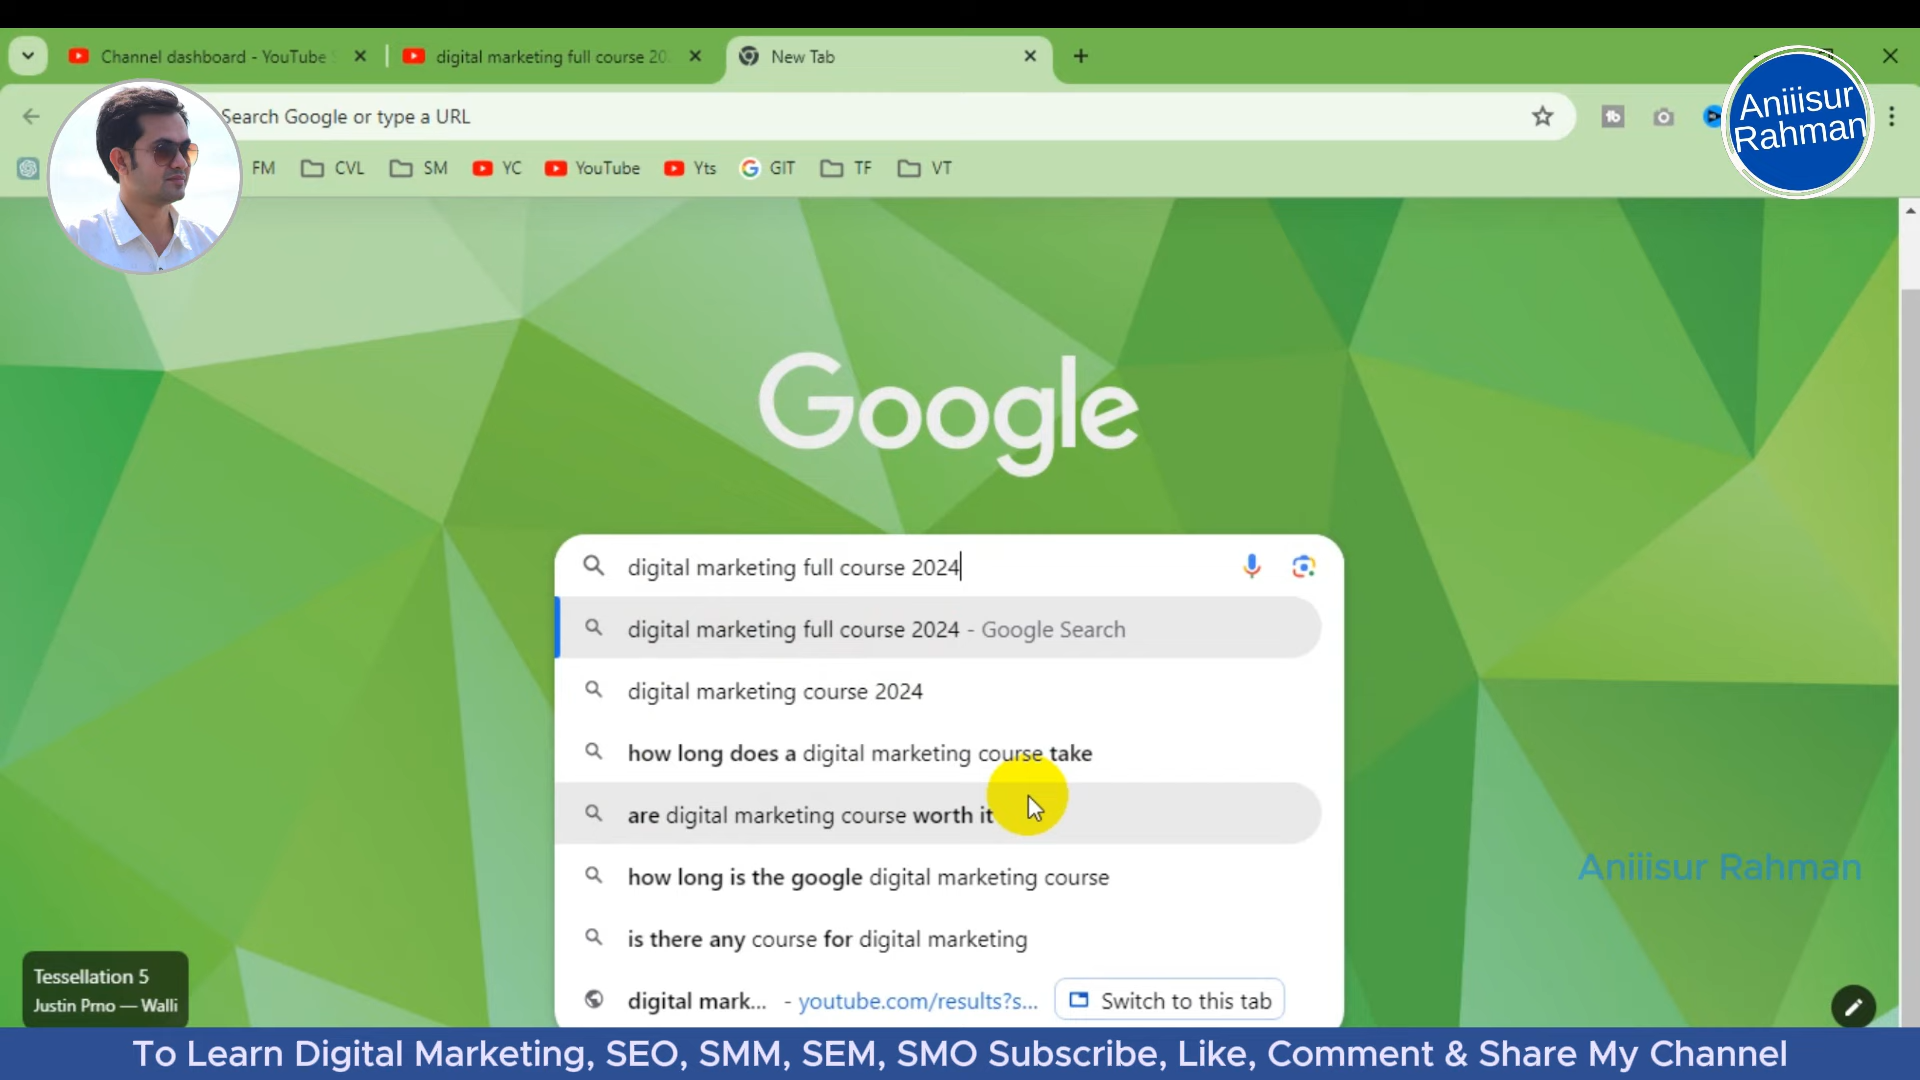 Channel dashboard - YouTube S
digital marketing full course 202
New Tab
Search Google or type a URL
Aniiisur
Rahman
FM
CVL
SM
YC
YouTube
Yts
GIT
TF
VT
Google
digital marketing full course 2024
digital marketing full course 2024 - Google Search
digital marketing course 2024
how long does a digital marketing course take
are digital marketing course worth it
how long is the google digital marketing course
is there any course for digital marketing
digital mark... - youtube.com/results?s... Switch to this tab
Aniiisur Rahman
Tessellation 5
Justin Prno — Walli
To Learn Digital Marketing, SEO, SMM, SEM, SMO Subscribe, Like, Comment & Share My Channel